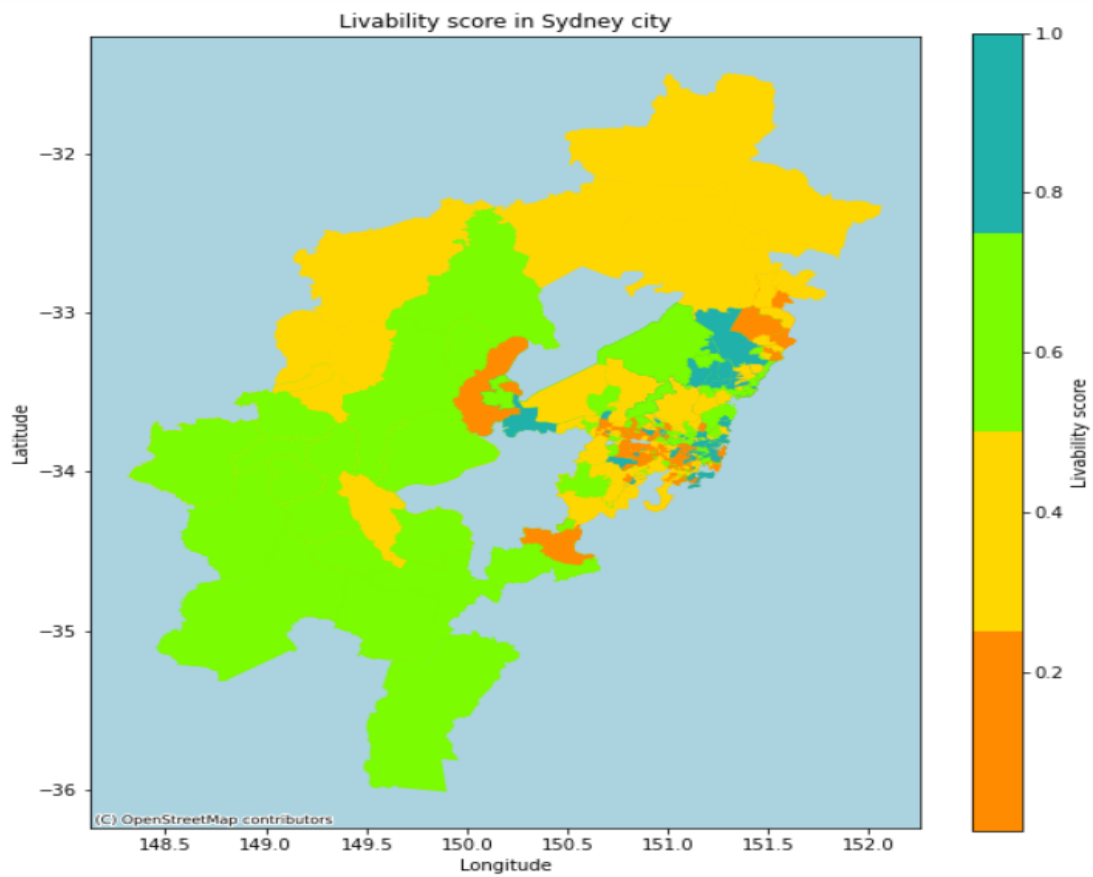 Livability score in Sydney city
1.0
−32
0.8
−33
0.6
Latitude
Livability score
−34
0.4
−35
0.2
−36
(C) OpenStreetMap contributors
148.5 149.0 149.5 150.0 150.5 151.0 151.5 152.0
Longitude